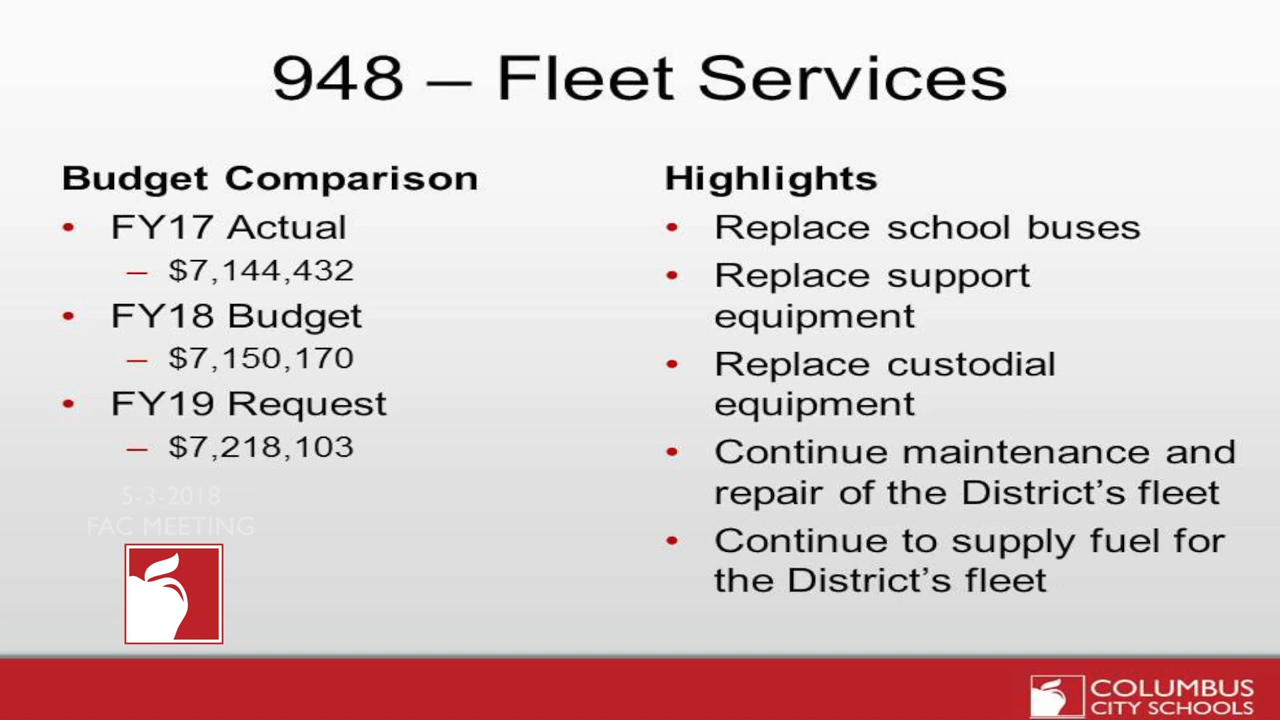 948 – Fleet Services
Budget Comparison
• FY17 Actual
– $7,144,432
• FY18 Budget
– $7,150,170
• FY19 Request
– $7,218,103
5-3-2018
FAC MEETING
Highlights
• Replace school buses
• Replace support
equipment
• Replace custodial
equipment
• Continue maintenance and
repair of the District’s fleet
• Continue to supply fuel for
the District’s fleet
COLUMBUS
CITY SCHOOLS